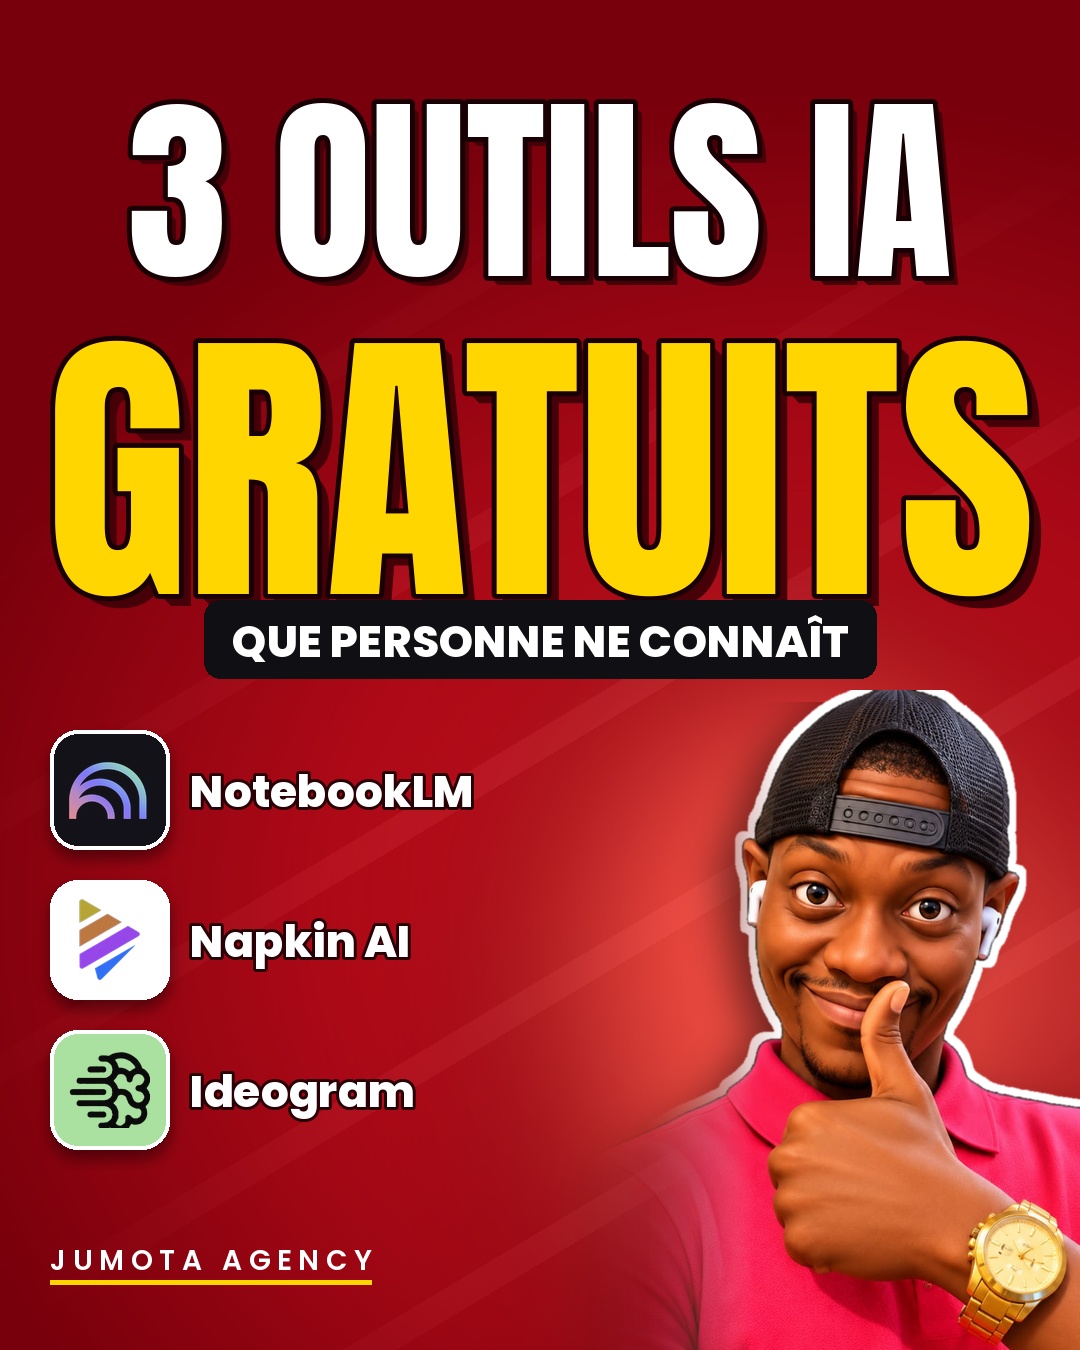 3 OUTILS IA
GRATUITS
QUE PERSONNE NE CONNAÎT
NotebookLM
Napkin AI
Ideogram
JUMOTA AGENCY